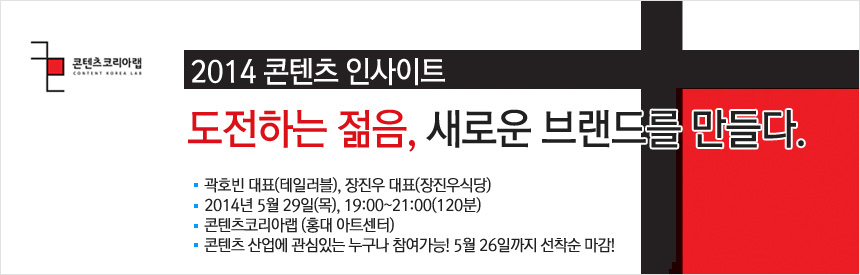 콘텐츠코리아랩
CONTENT KOREA LAB
2014 콘텐츠 인사이트
도전하는 젊음, 새로운 브랜드를 만들다.
곽호빈 대표(테일러블), 장진우 대표(장진우식당)
2014년 5월 29일(목), 19:00~21:00(120분)
콘텐츠코리아랩 (홍대 아트센터)
콘텐츠 산업에 관심있는 누구나 참여가능! 5월 26일까지 선착순 마감!